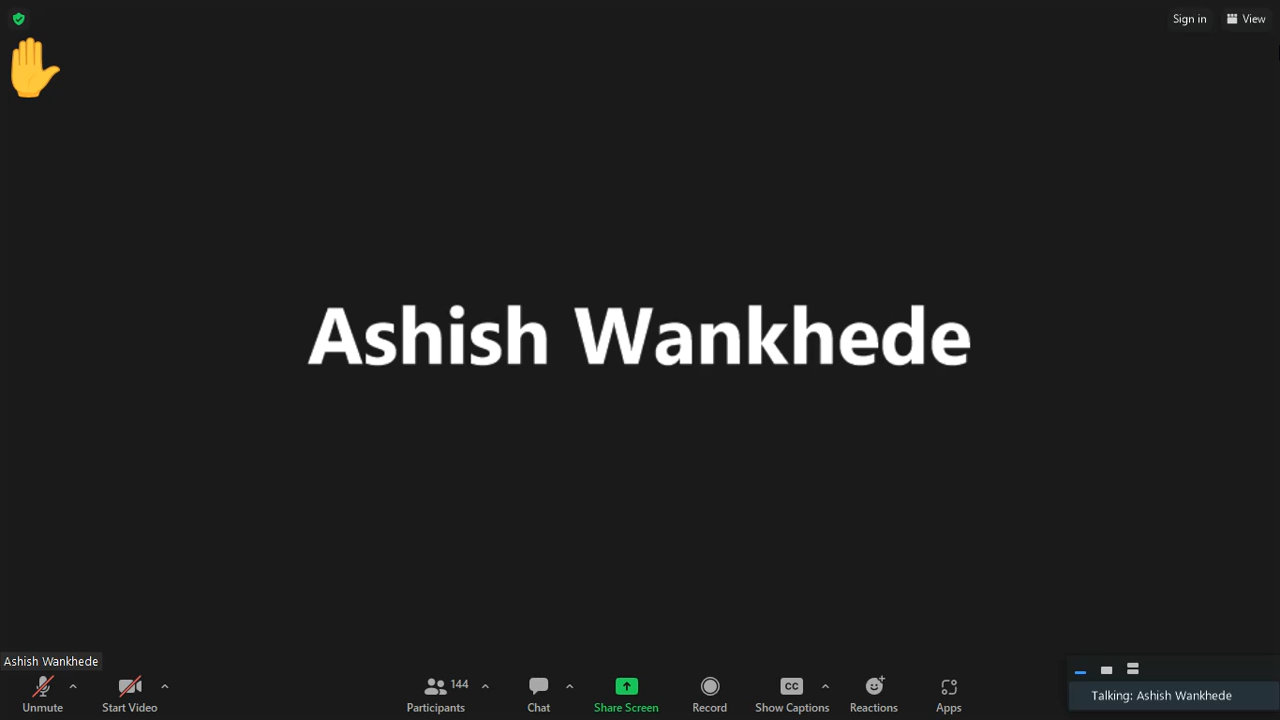 Sign in
View
Ashish Wankhede
Ashish Wankhede
Talking: Ashish Wankhede
Unmute
Start Video
144
Participants
Chat
Share Screen
Record
CC
Show Captions
Reactions
Apps